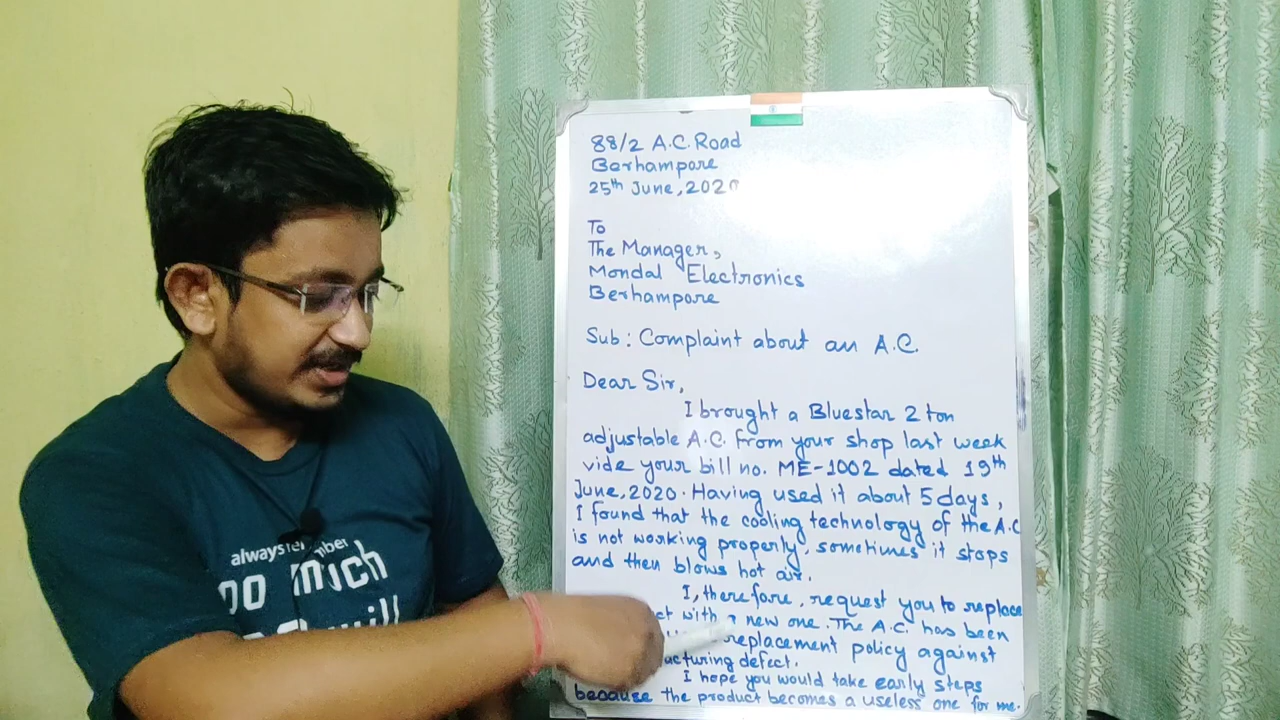 88/2 A.C. Road
Berhampore
25th June, 2020
To
The Manager,
Mondal Electronics
Berhampore
Sub: Complaint about an A.C.
Dear Sir,
I brought a Bluestar 2 ton
adjustable A.C. from your shop last week
vide your bill no. ME-1002 dated 19th
June, 2020. Having used it about 5 days,
I found that the cooling technology of the A.C
is not working properly, sometimes it stops
and then blows hot air.
I, therefore, request you to replace
with a new one. The A.C. has been
replacement policy against
defect.
I hope you would take early steps
because the product becomes a useless one for me.
always
much